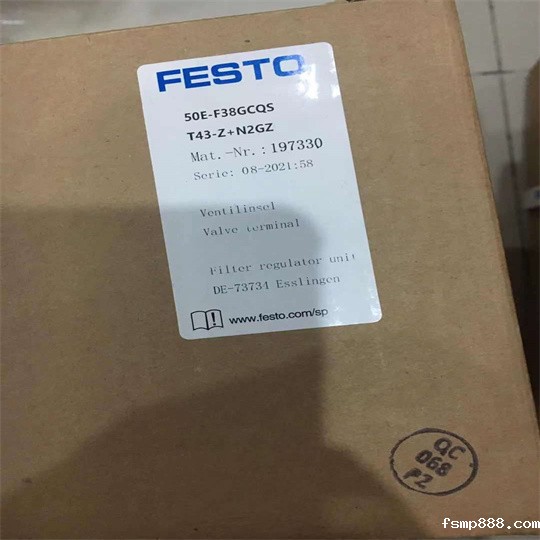 FESTO
50E-F38GCQS
T43-Z+N2GZ
Mat.-Nr.:197330
Serie: 08-2021:58
Ventilinsel
Valve terminal
Filter regulator unit
DE-73734 Esslingen
www.festo.com/sp
QC
068
PZ
fsmp888.com